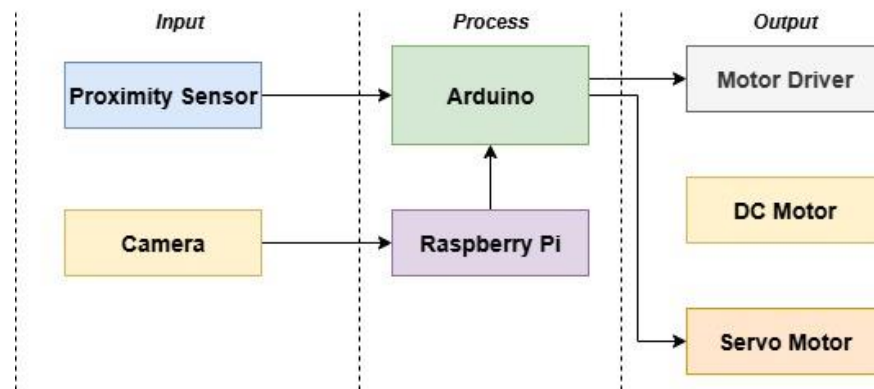 Input
Process
Output
Proximity Sensor
Arduino
Motor Driver
DC Motor
Camera
Raspberry Pi
Servo Motor